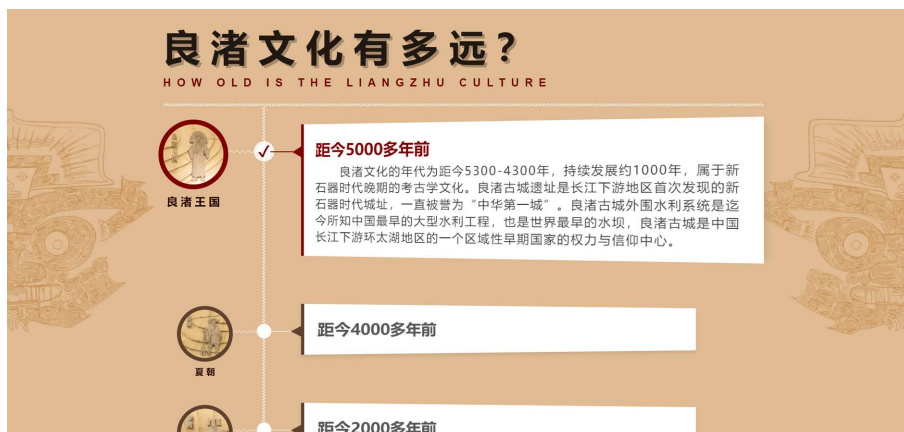 良渚文化有多远？
HOW OLD IS THE LIANGZHU CULTURE
良渚王国
距今5000多年前
良渚文化的年代为距今5300-4300年，持续发展约1000年，属于新
石器时代晚期的考古学文化。良渚古城遗址是长江下游地区首次发现的新
石器时代城址，一直被誉为“中华第一城”。良渚古城外围水利系统是迄
今所知中国最早的大型水利工程，也是世界最早的水坝，良渚古城是中国
长江下游环太湖地区的一个区域性早期国家的权力与信仰中心。
夏朝
距今4000多年前
距今2000多年前